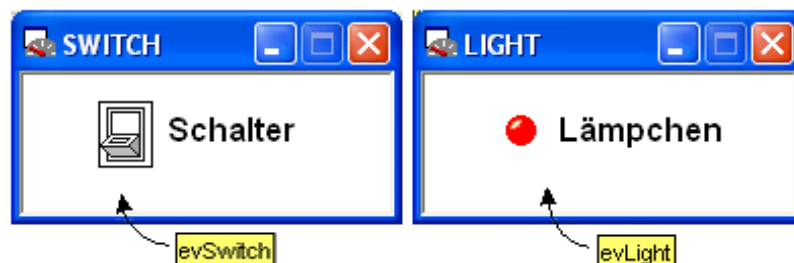 SWITCH
Schalter
evSwitch
LIGHT
Lämpchen
evLight